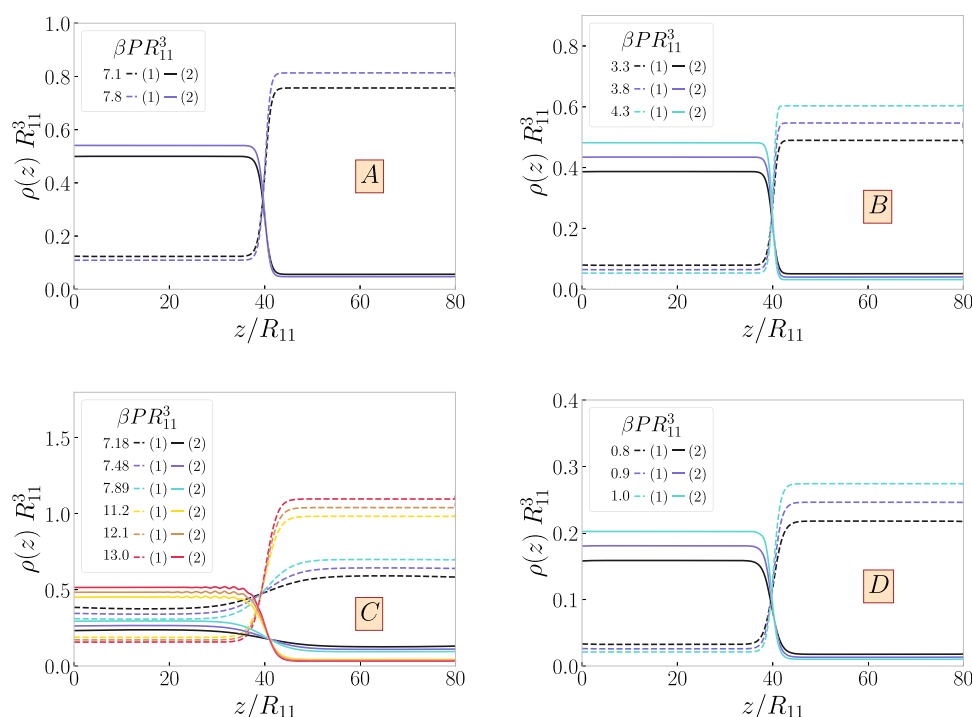 βPR³₁₁
7.1 (1) (2)
7.8 (1) (2)
ρ(z) R³₁₁
1.0
0.8
0.6
0.4
0.2
0.0
A
0 20 40 60 80
z/R₁₁
βPR³₁₁
3.3 (1) (2)
3.8 (1) (2)
4.3 (1) (2)
ρ(z) R³₁₁
0.8
0.6
0.4
0.2
0.0
B
0 20 40 60 80
z/R₁₁
βPR³₁₁
7.18 (1) (2)
7.48 (1) (2)
7.89 (1) (2)
11.2 (1) (2)
12.1 (1) (2)
13.0 (1) (2)
ρ(z) R³₁₁
1.5
1.0
0.5
0.0
C
0 20 40 60 80
z/R₁₁
βPR³₁₁
0.8 (1) (2)
0.9 (1) (2)
1.0 (1) (2)
ρ(z) R³₁₁
0.4
0.3
0.2
0.1
0.0
D
0 20 40 60 80
z/R₁₁